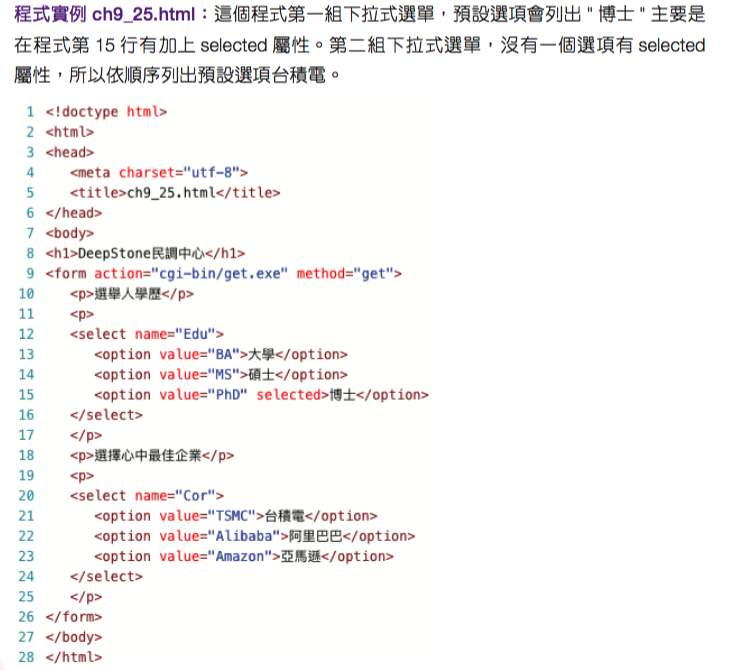 程式實例 ch9_25.html：這個程式第一組下拉式選單，預設選項會列出 " 博士 " 主要是
在程式第 15 行有加上 selected 屬性。第二組下拉式選單，沒有一個選項有 selected
屬性，所以依順序列出預設選項台積電。
1 <!doctype html>
2 <html>
3 <head>
4    <meta charset="utf-8">
5    <title>ch9_25.html</title>
6 </head>
7 <body>
8 <h1>DeepStone民調中心</h1>
9 <form action="cgi-bin/get.exe" method="get">
10    <p>選舉人學歷</p>
11    <p>
12    <select name="Edu">
13       <option value="BA">大學</option>
14       <option value="MS">碩士</option>
15       <option value="PhD" selected>博士</option>
16    </select>
17    </p>
18    <p>選擇心中最佳企業</p>
19    <p>
20    <select name="Cor">
21       <option value="TSMC">台積電</option>
22       <option value="Alibaba">阿里巴巴</option>
23       <option value="Amazon">亞馬遜</option>
24    </select>
25    </p>
26 </form>
27 </body>
28 </html>